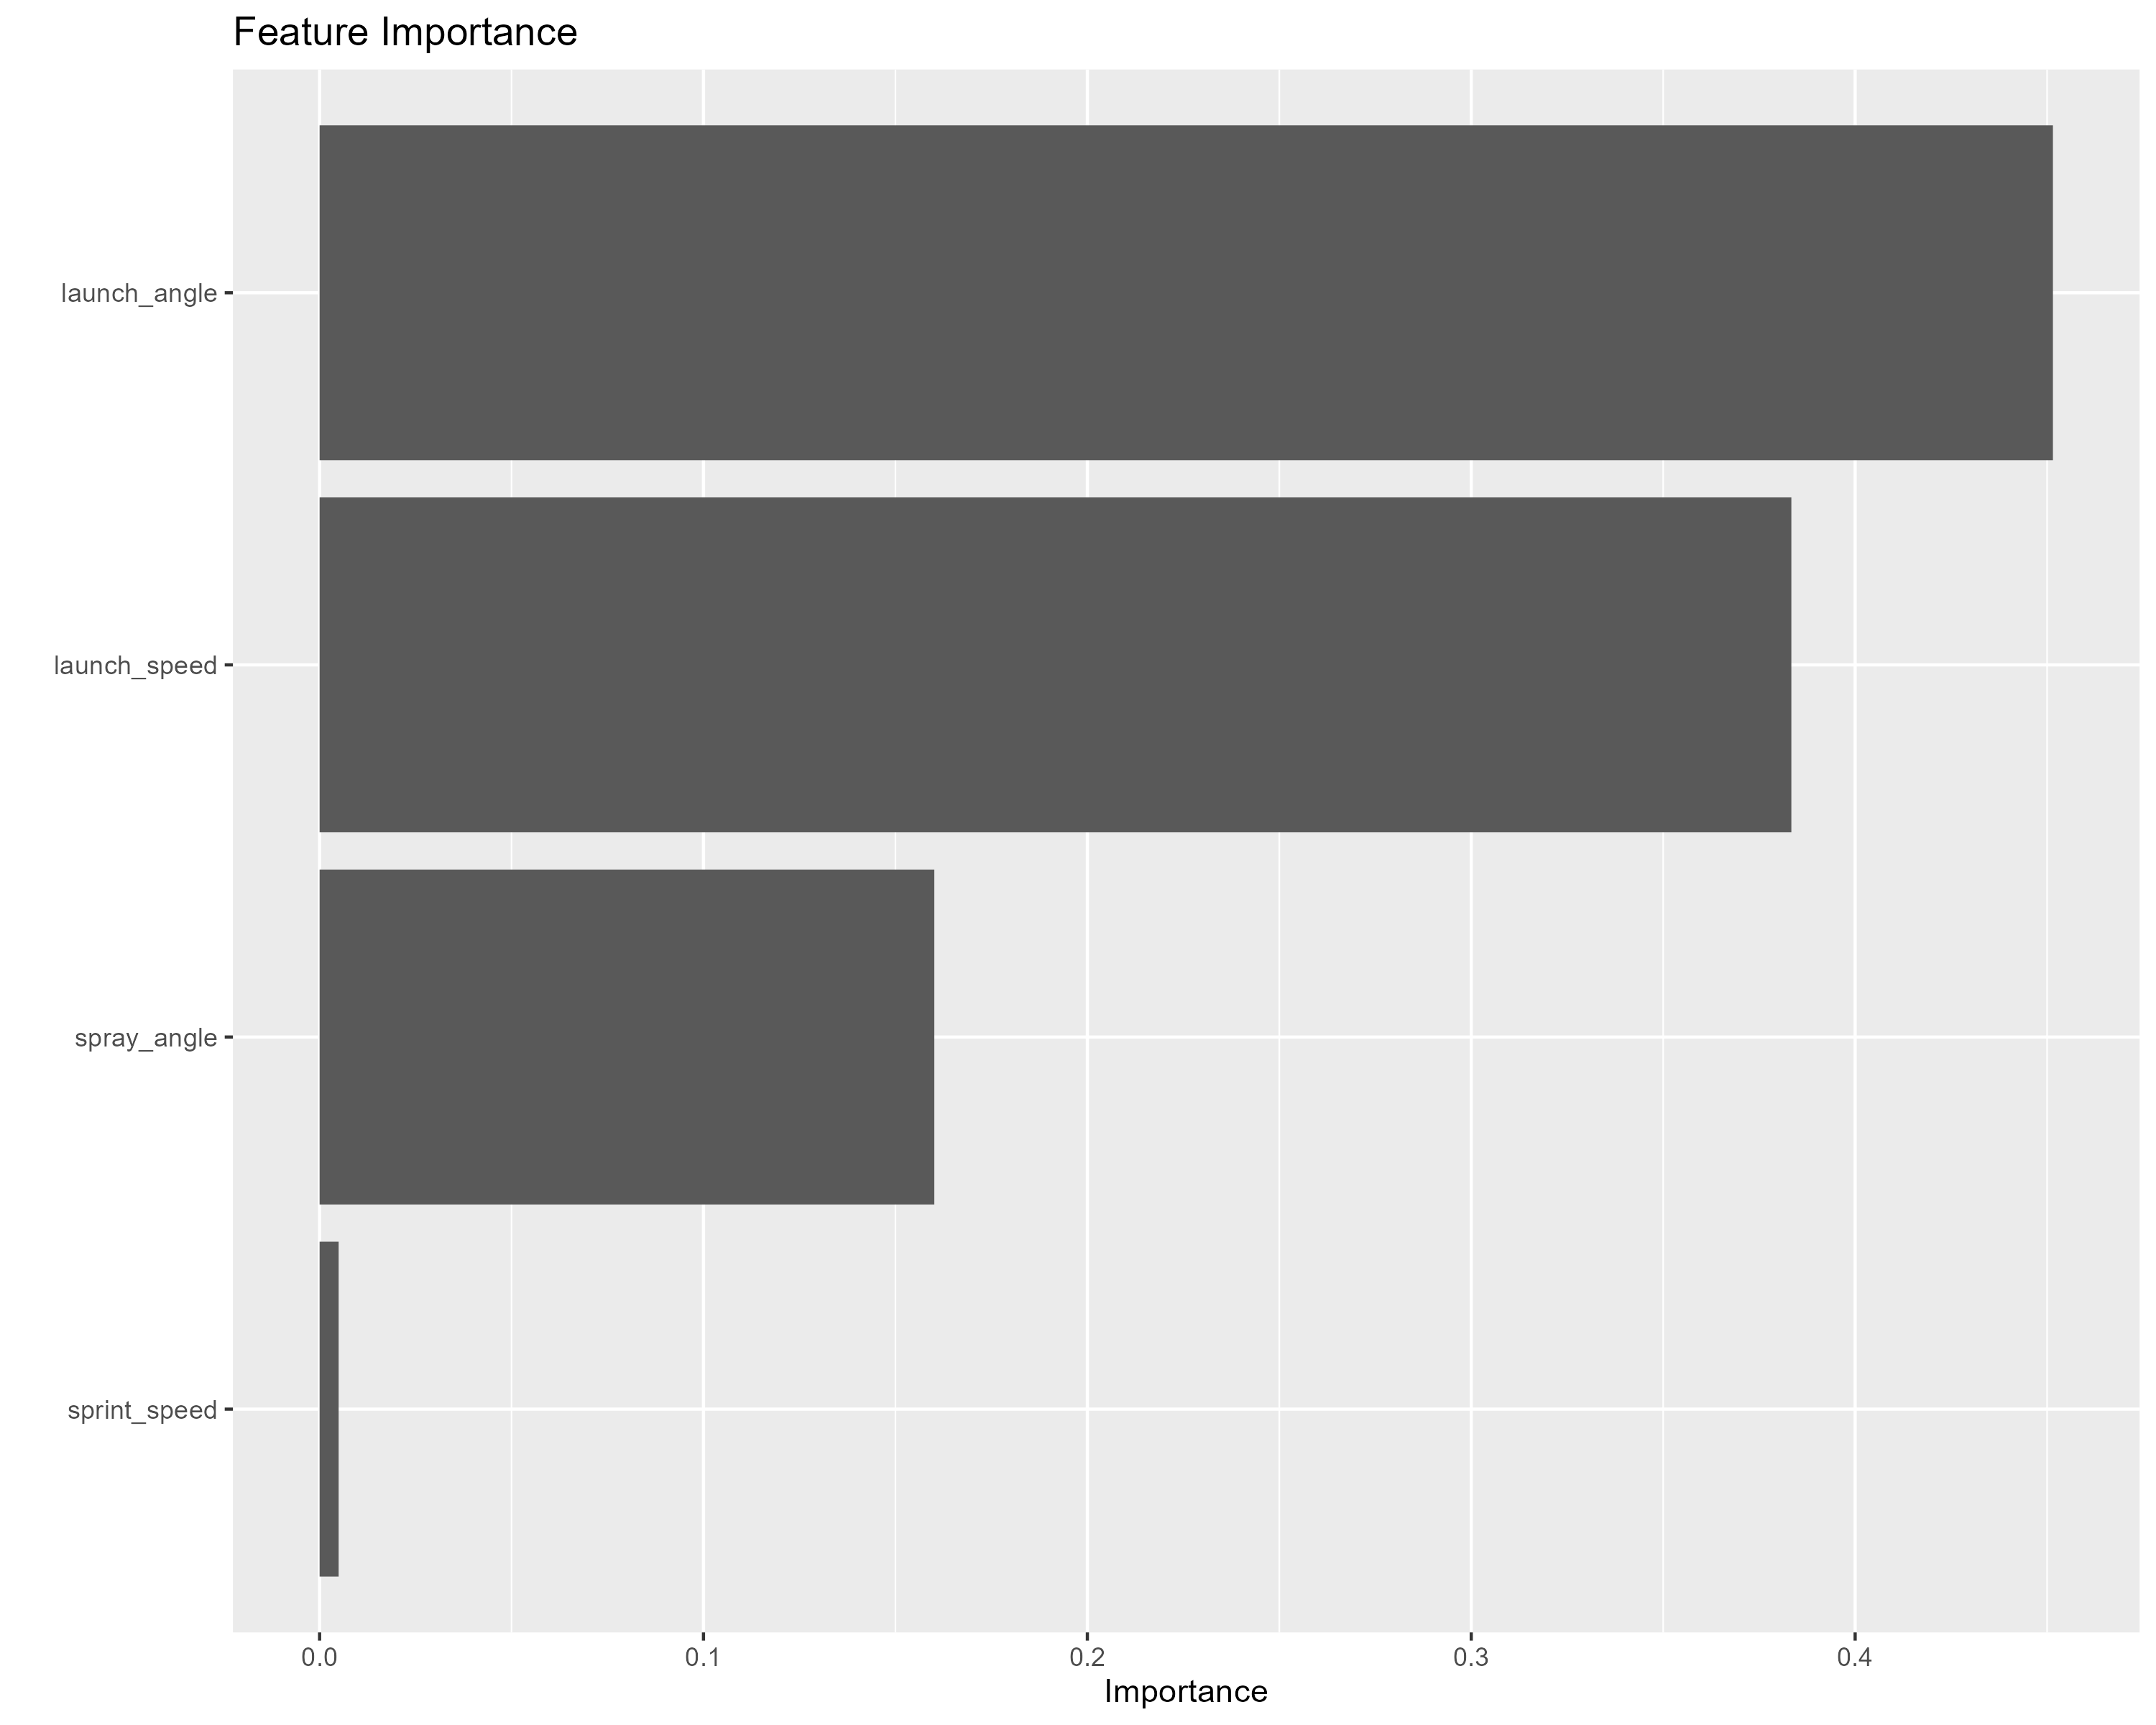 Feature Importance
launch_angle
launch_speed
spray_angle
sprint_speed
0.0 0.1 0.2 0.3 0.4
Importance